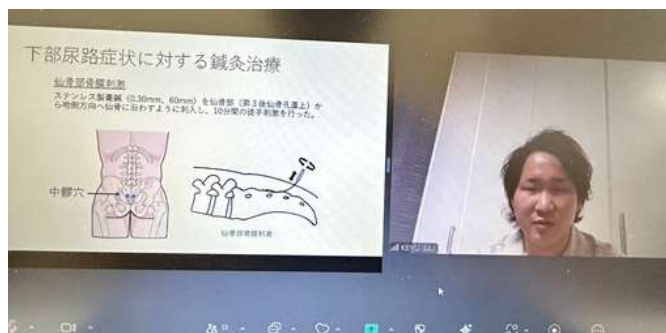 下部尿路症状に対する鍼灸治療
仙骨部骨膜刺激
ステンレス製毫鍼（0.30mm、60mm）を仙骨部（第3後仙骨孔直上）か
ら吻側方向へ仙骨に沿わすように刺入し、10分間の徒手刺激を行った。
中髎穴
仙骨部骨膜刺激